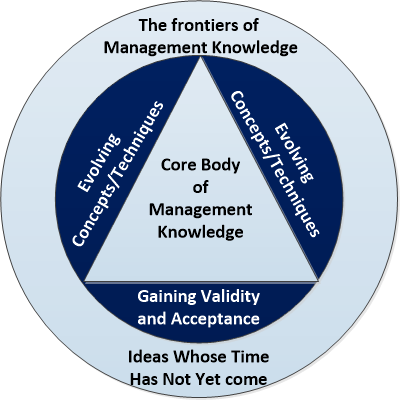 The frontiers of
Management Knowledge
Evolving
Concepts/Techniques
Evolving
Concepts/Techniques
Core Body
of
Management
Knowledge
Gaining Validity
and Acceptance
Ideas Whose Time
Has Not Yet come